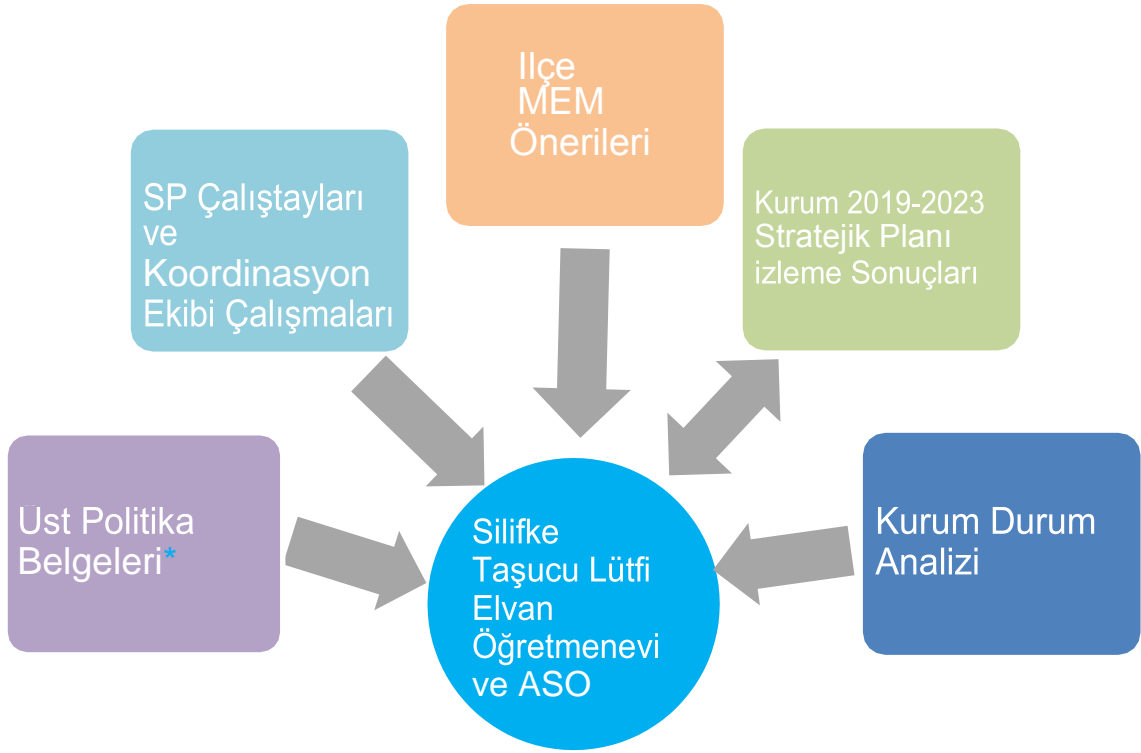 Ilçe
MEM
Önerileri
SP Çalıştayları
ve
Koordinasyon
Ekibi Çalışmaları
Kurum 2019-2023
Stratejik Planı
izleme Sonuçları
Üst Politika
Belgeleri*
Silifke
Taşucu Lütfi
Elvan
Öğretmenevi
ve ASO
Kurum Durum
Analizi